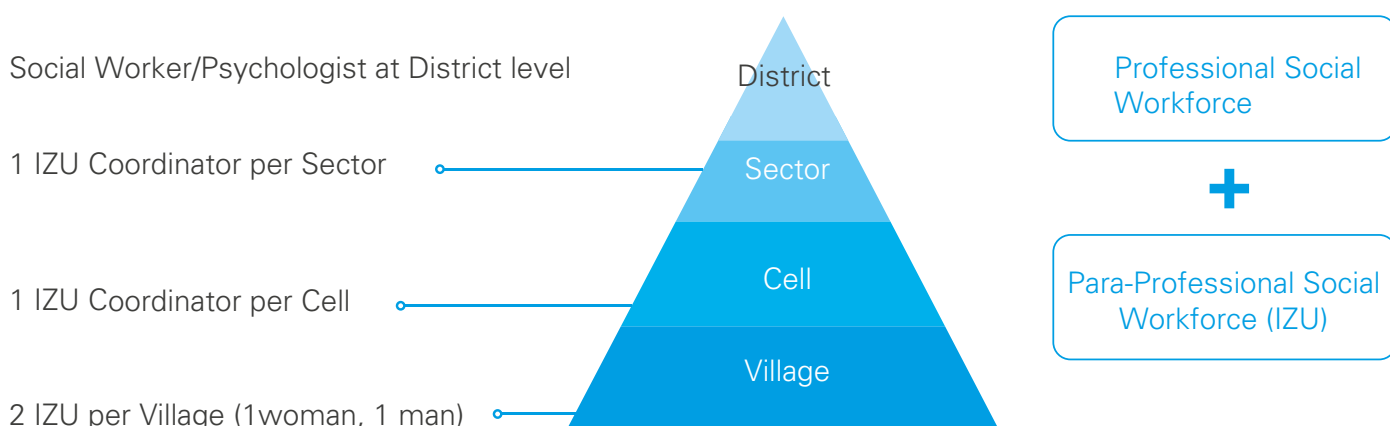 Social Worker/Psychologist at District level
District
Professional Social
Workforce
1 IZU Coordinator per Sector
Sector
+
1 IZU Coordinator per Cell
Cell
Para-Professional Social
Workforce (IZU)
Village
2 IZU per Village (1woman, 1 man)